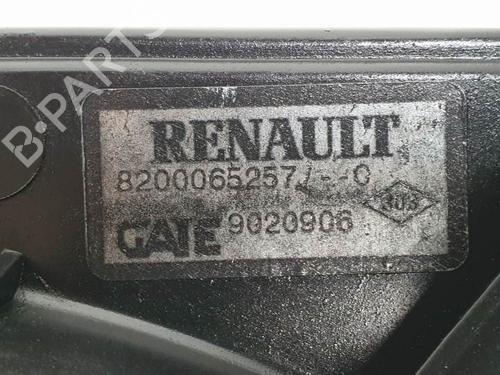 B-PARTS
RENAULT
8200065257/--C
GATE 9020906